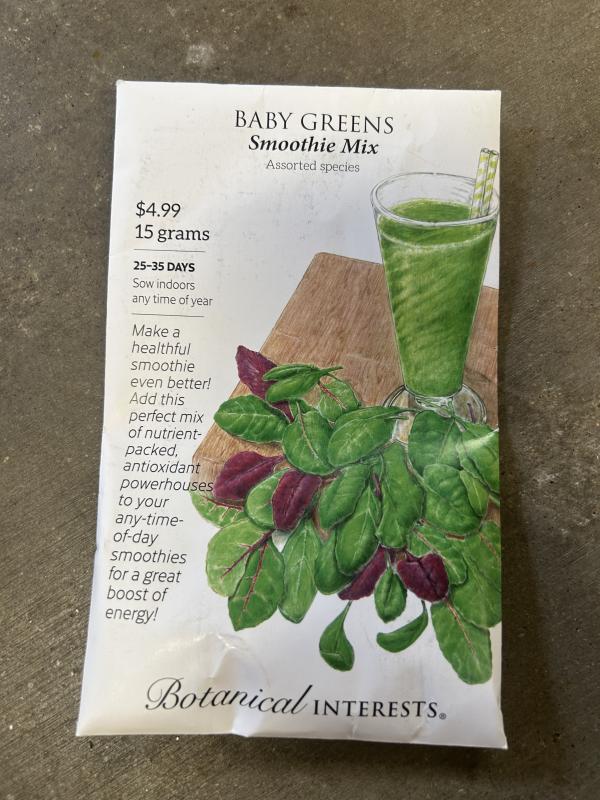 BABY GREENS
Smoothie Mix
Assorted species
$4.99
15 grams
25-35 DAYS
Sow indoors
any time of year
Make a
healthful
smoothie
even better!
Add this
perfect mix
of nutrient-
packed,
antioxidant
powerhouses
to your
any-time-
of-day
smoothies
for a great
boost of
energy!
Botanical INTERESTS®